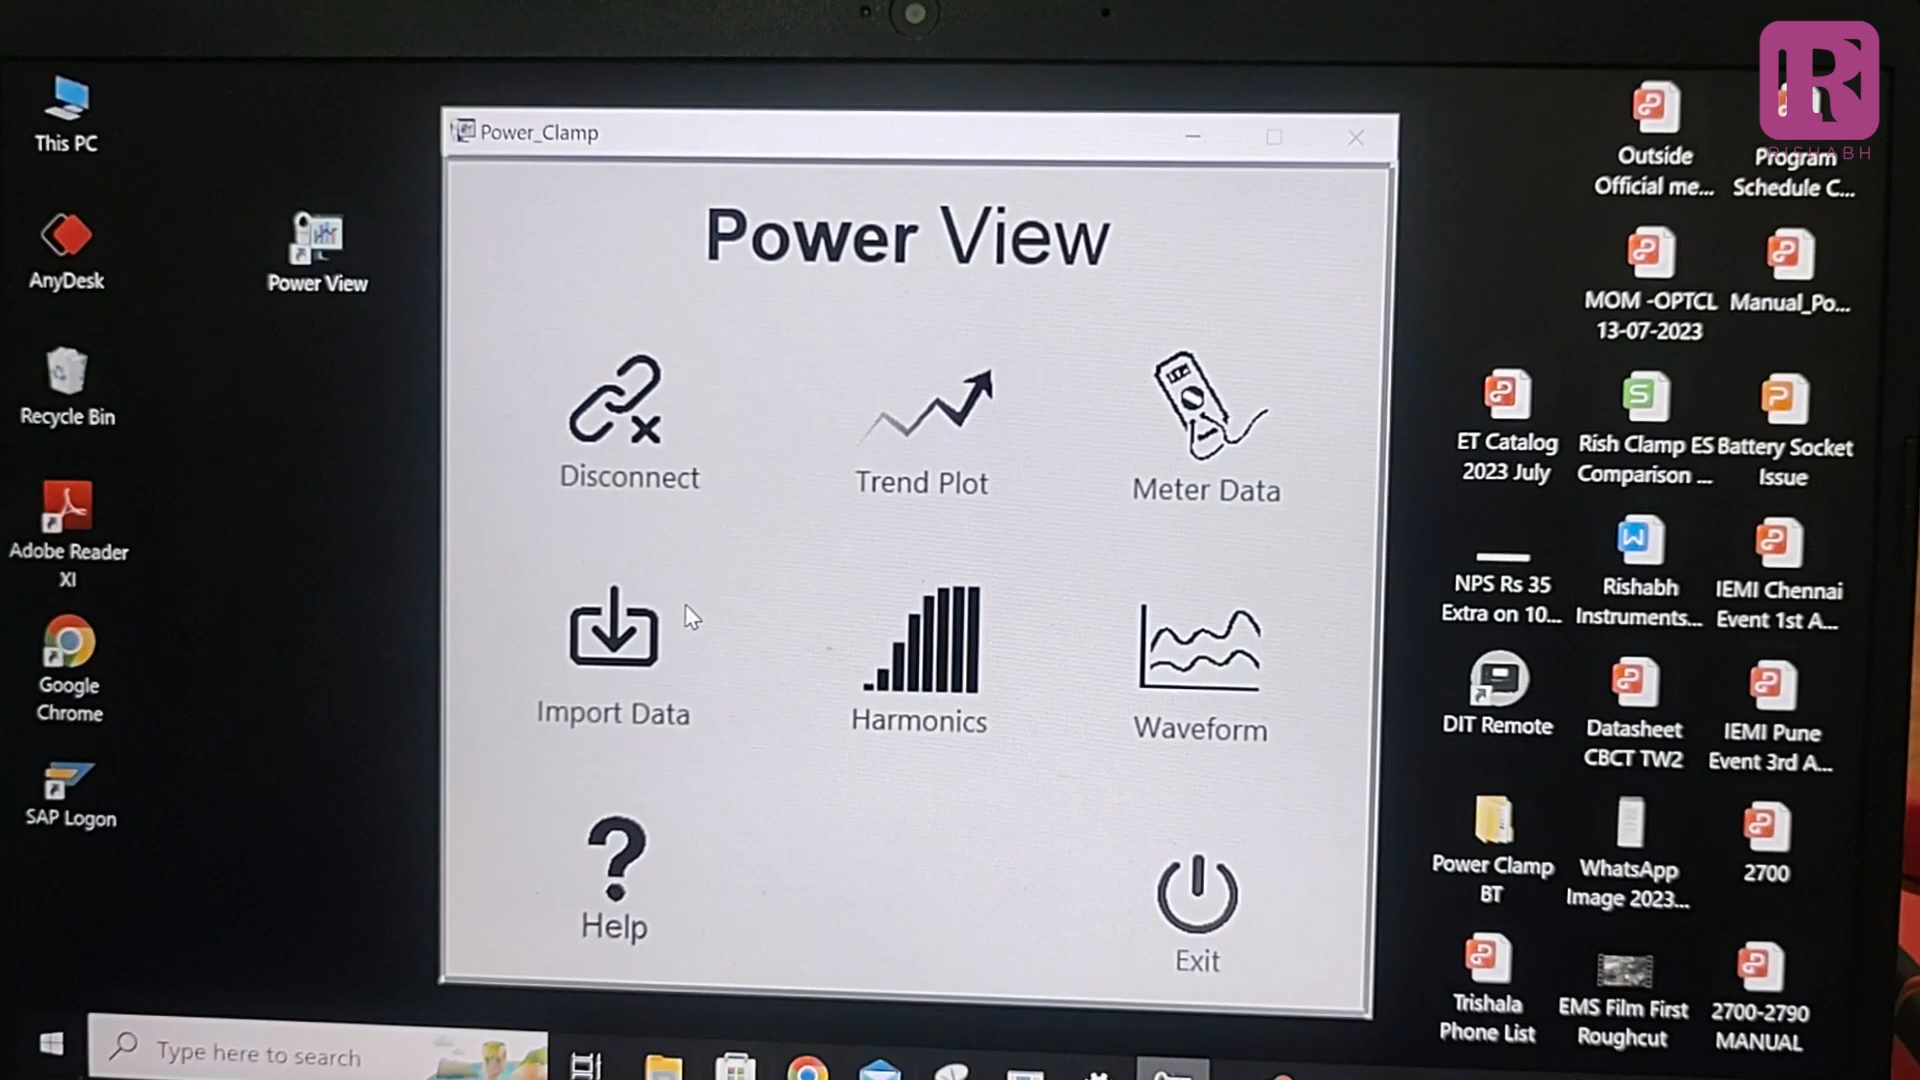 This PC
AnyDesk
Recycle Bin
Adobe Reader
XI
Google
Chrome
SAP Logon
Power View
Power_Clamp
Power View
Disconnect
Trend Plot
Meter Data
Import Data
Harmonics
Waveform
Help
Exit
R
RISHABH
Outside
Official me...
Program
Schedule C...
MOM -OPTCL
13-07-2023
Manual_Po...
ET Catalog
2023 July
Rish Clamp ES
Comparison ...
Battery Socket
Issue
NPS Rs 35
Extra on 10...
Rishabh
Instruments...
IEMI Chennai
Event 1st A...
DIT Remote
Datasheet
CBCT TW2
IEMI Pune
Event 3rd A...
Power Clamp
BT
WhatsApp
Image 2023...
2700
Trishala
Phone List
EMS Film First
Roughcut
2700-2790
MANUAL
Type here to search